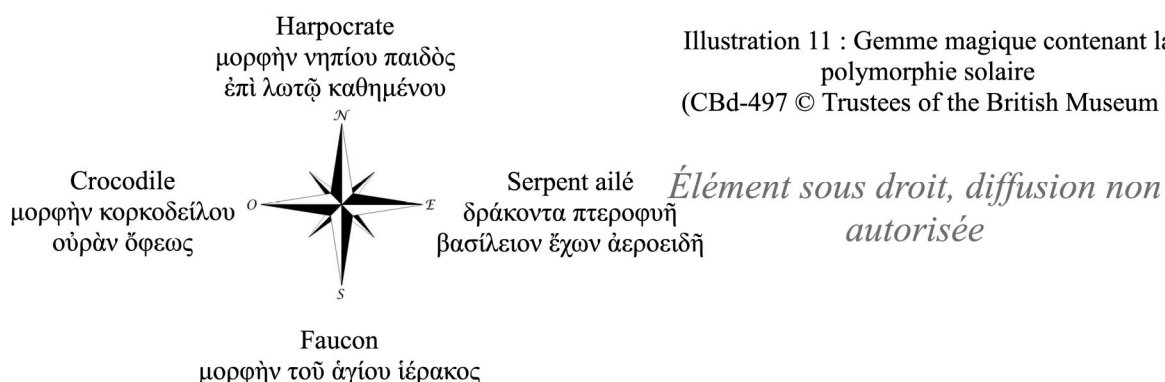 Harpocrate
μορφὴν νηπίου παιδὸς
ἐπὶ λωτῷ καθημένου
N
Crocodile
μορφὴν κορκοδείλου
οὐρὰν ὄφεως
O
E
Serpent ailé
δράκοντα πτεροφυῆ
βασίλειον ἔχων ἀεροειδῆ
S
Faucon
μορφὴν τοῦ ἁγίου ἱέρακος
Illustration 11 : Gemme magique contenant la
polymorphie solaire
(CBd-497 © Trustees of the British Museum
Élément sous droit, diffusion non
autorisée